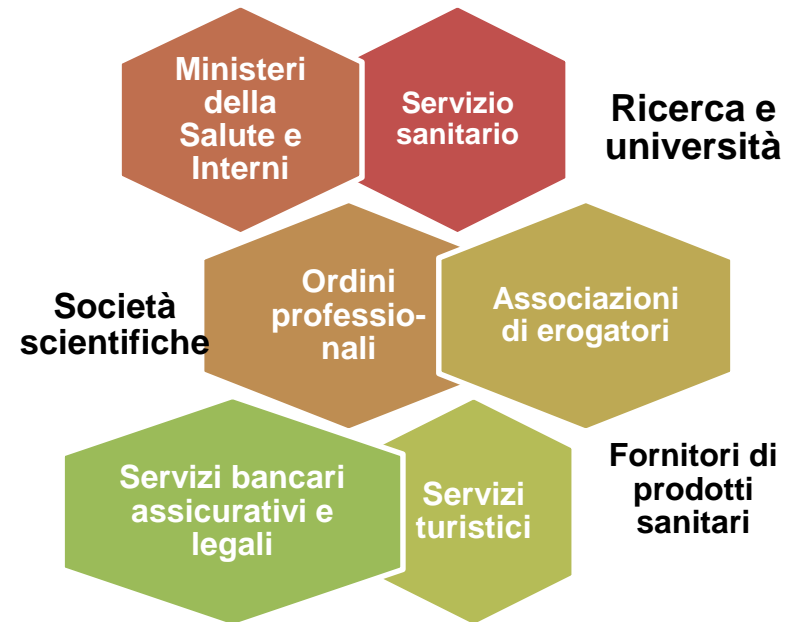 Ministeri
della
Salute e
Interni
Servizio
sanitario
Ricerca e
università
Società
scientifiche
Ordini
professio-
nali
Associazioni
di erogatori
Servizi bancari
assicurativi e
legali
Servizi
turistici
Fornitori di
prodotti
sanitari